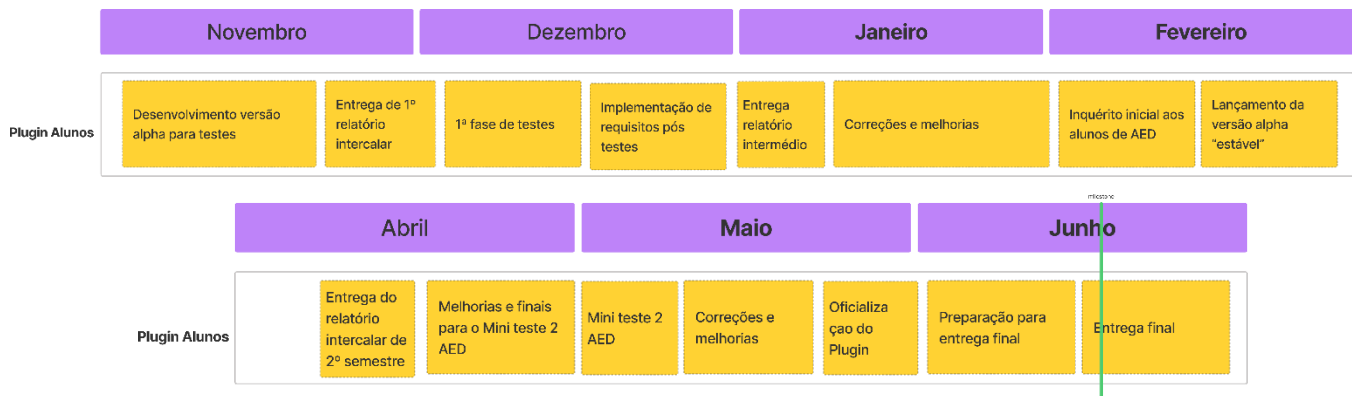 Novembro
Dezembro
Janeiro
Fevereiro
Plugin Alunos
Desenvolvimento versão
alpha para testes
Entrega de 1º
relatório
intercalar
1ª fase de testes
Implementação de
requisitos pós
testes
Entrega
relatório
intermédio
Correções e melhorias
Inquérito inicial aos
alunos de AED
Lançamento da
versão alpha
“estável”
milestone
Abril
Maio
Junho
Plugin Alunos
Entrega do
relatório
intercalar de
2º semestre
Melhorias e finais
para o Mini teste 2
AED
Mini teste 2
AED
Correções e
melhorias
Oficializa
çao do
Plugin
Preparação para
entrega final
Entrega final